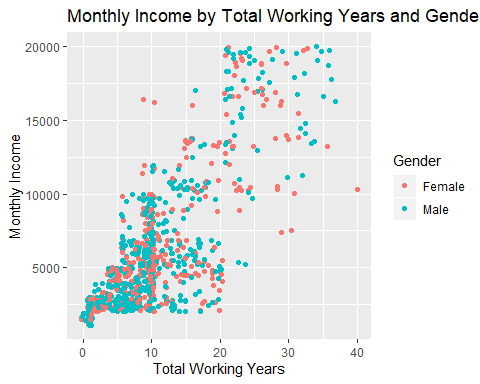 Monthly Income by Total Working Years and Gende
20000
15000
10000
5000
Monthly Income
0
10
20
30
40
Total Working Years
Gender
Female
Male